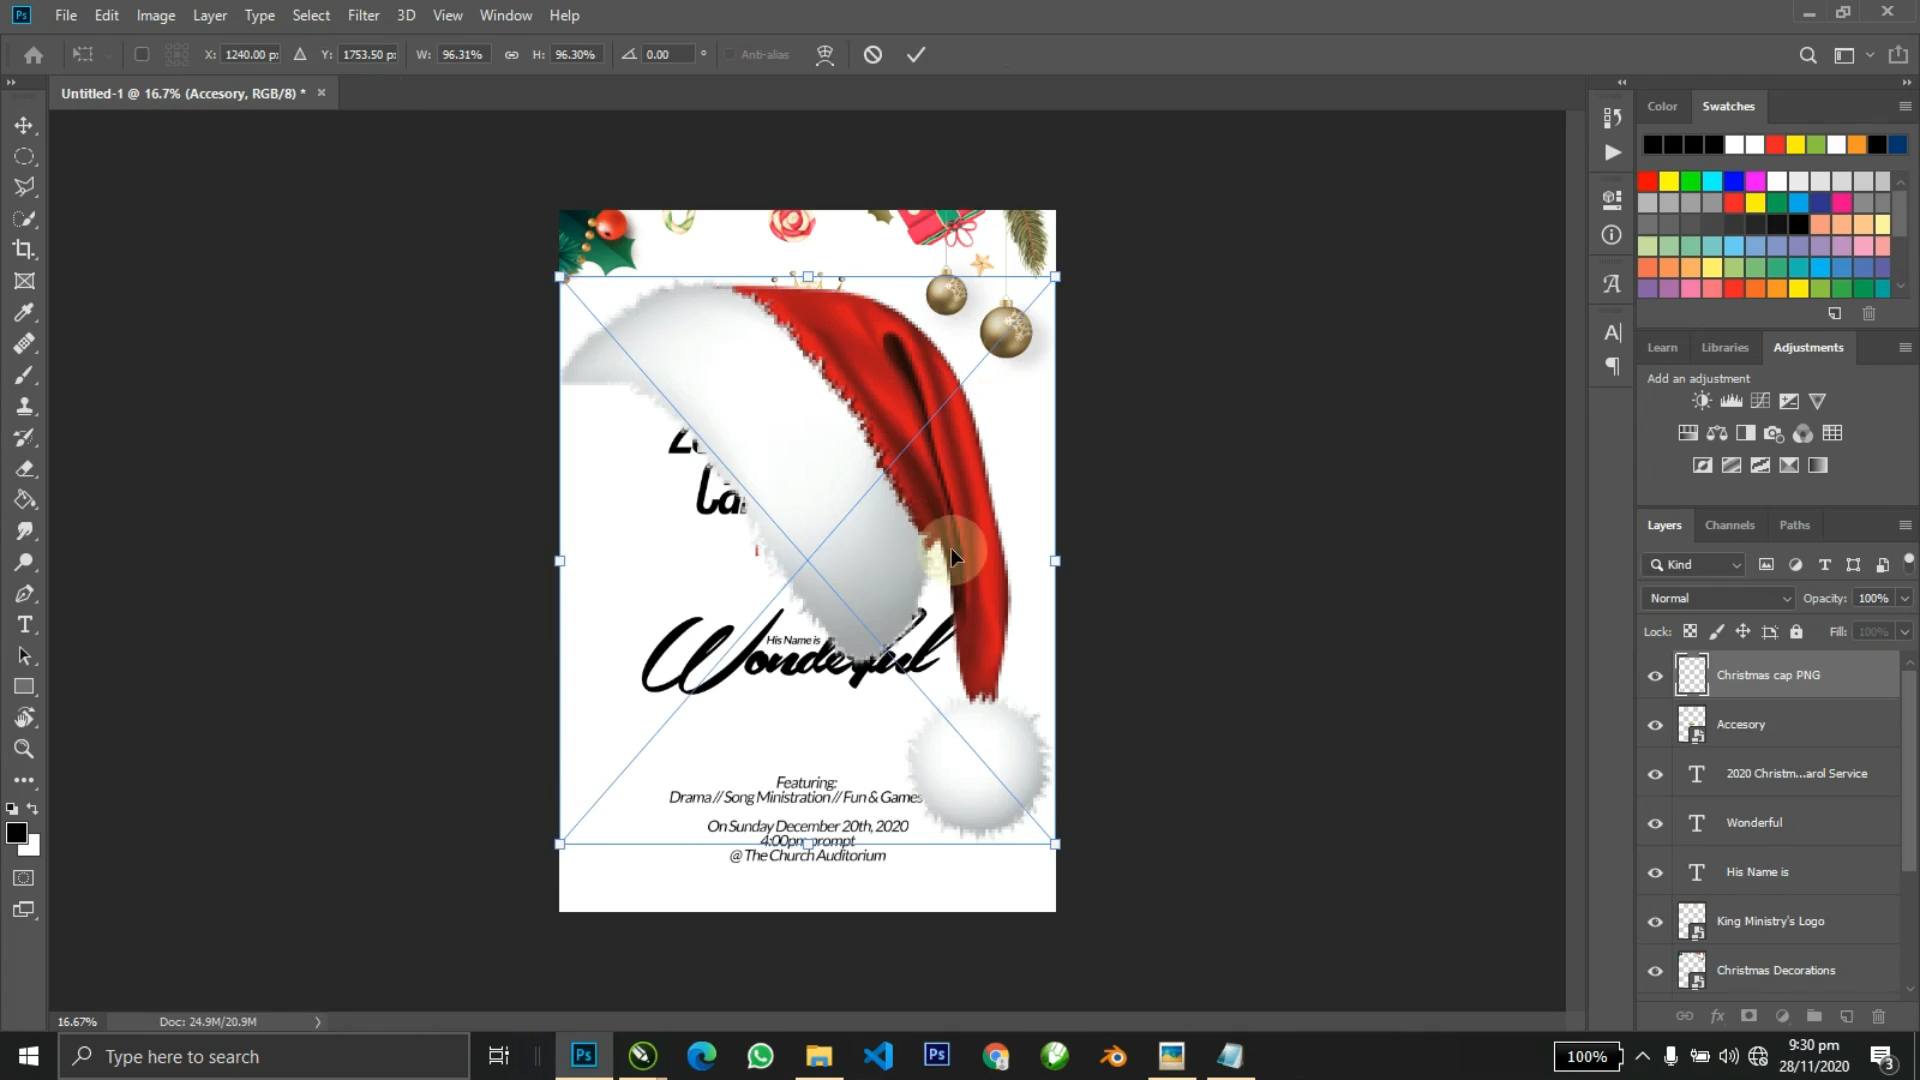 File Edit Image Layer Type Select Filter 3D View Window Help
X: 1240.00 p: Y: 1753.50 p: W: 96.31% H: 96.30% 0.00 ° Anti-alias
Untitled-1 @ 16.7% (Accesory, RGB/8) * ×
Color Swatches
Learn Libraries Adjustments
Add an adjustment
His Name is
Wonderful
Featuring:
Drama // Song Ministration // Fun & Games
On Sunday December 20th, 2020
4:00pm prompt
@ The Church Auditorium
Layers Channels Paths
Kind
Normal Opacity: 100%
Lock: Fill: 100%
Christmas cap PNG
Accesory
2020 Christm...arol Service
Wonderful
His Name is
King Ministry's Logo
Christmas Decorations
16.67% Doc: 24.9M/20.9M
Type here to search
100%
9:30 pm
28/11/2020
3